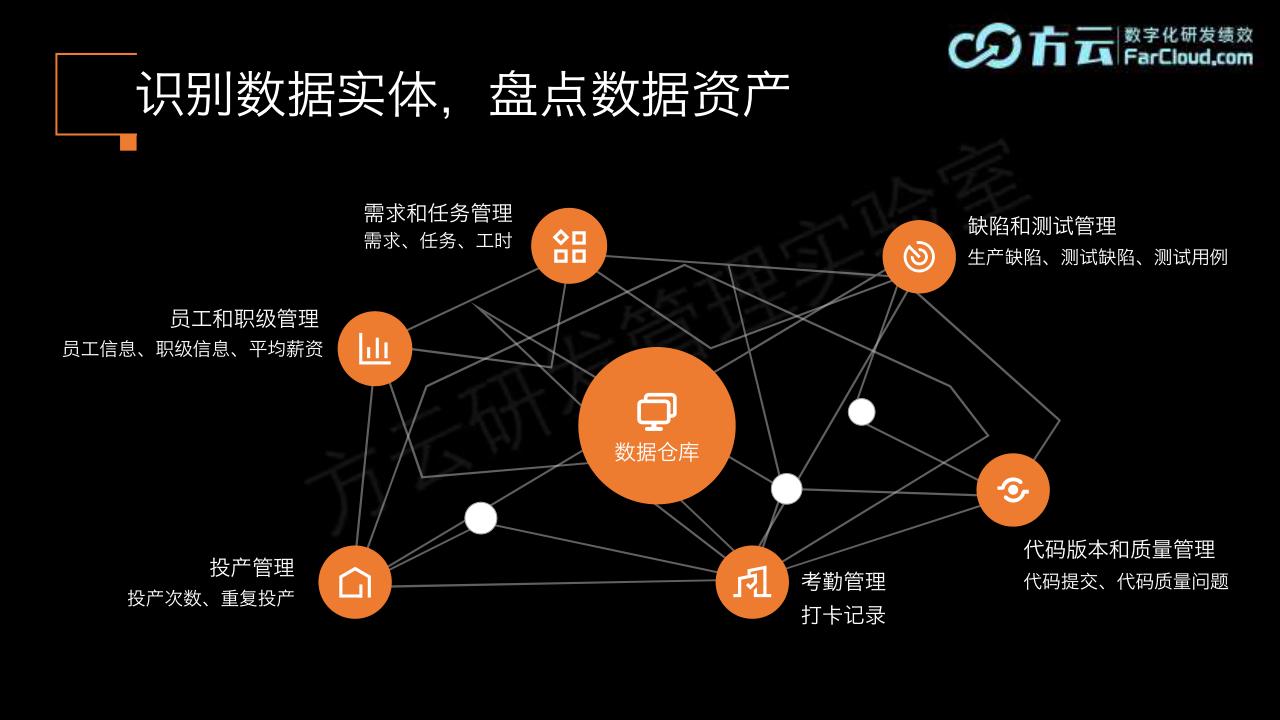 方云
数字化研发绩效
FarCloud.com
识别数据实体，盘点数据资产
需求和任务管理
需求、任务、工时
缺陷和测试管理
生产缺陷、测试缺陷、测试用例
员工和职级管理
员工信息、职级信息、平均薪资
数据仓库
方云研发管理实验室
代码版本和质量管理
代码提交、代码质量问题
投产管理
投产次数、重复投产
考勤管理
打卡记录